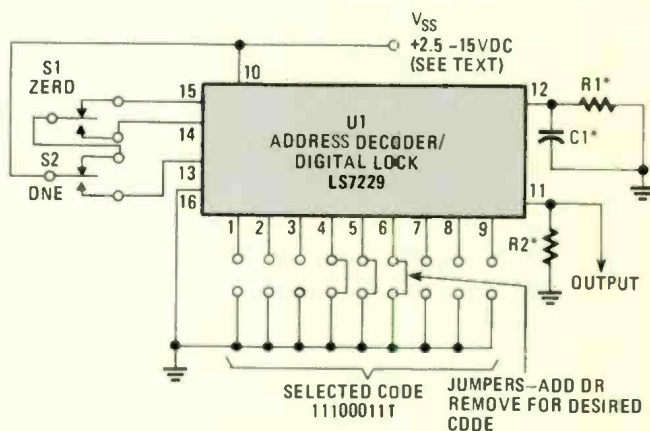 VSS
+2.5 -15VDC
(SEE TEXT)
S1
ZERD
10
15
14
S2
13
DNE
16
U1
ADDRESS DECODER/
DIGITAL LOCK
LS7229
12
R1*
C1*
11
R2*
OUTPUT
1 2 3 4 5 6 7 8 9
SELECTED CODE
11100011T
JUMPERS-ADD DR
REMOVE FOR DESIRED
CDDE